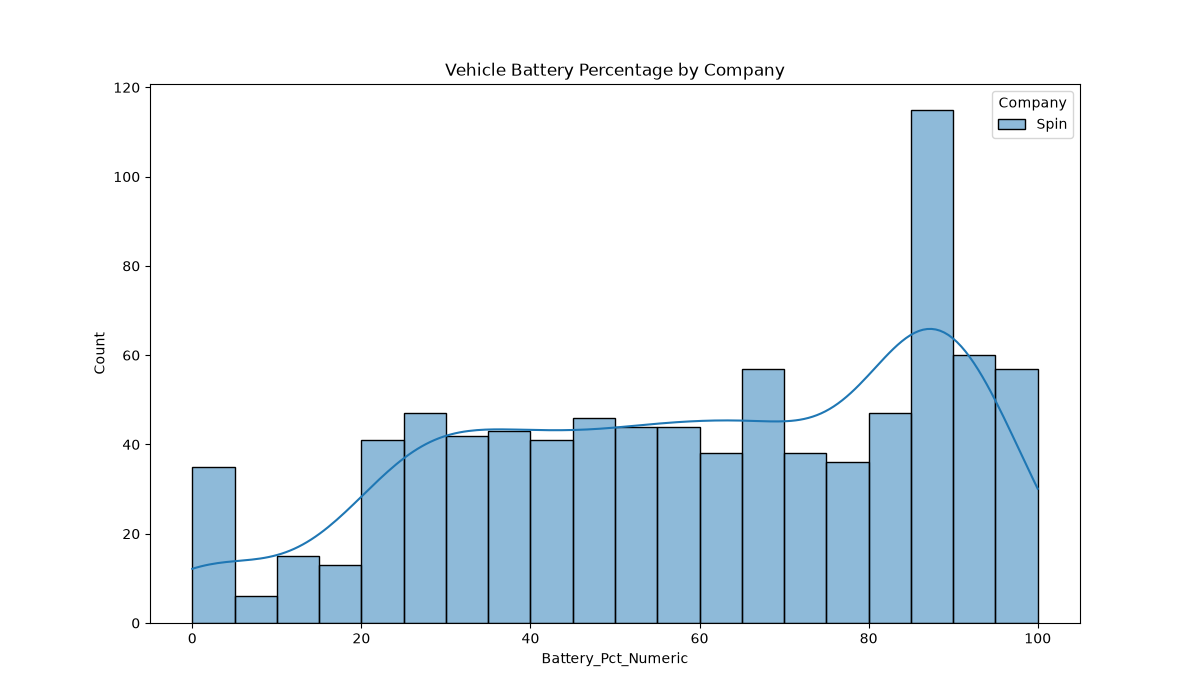 Vehicle Battery Percentage by Company
Company
Spin
120
100
80
60
40
20
0
Count
0 20 40 60 80 100
Battery_Pct_Numeric